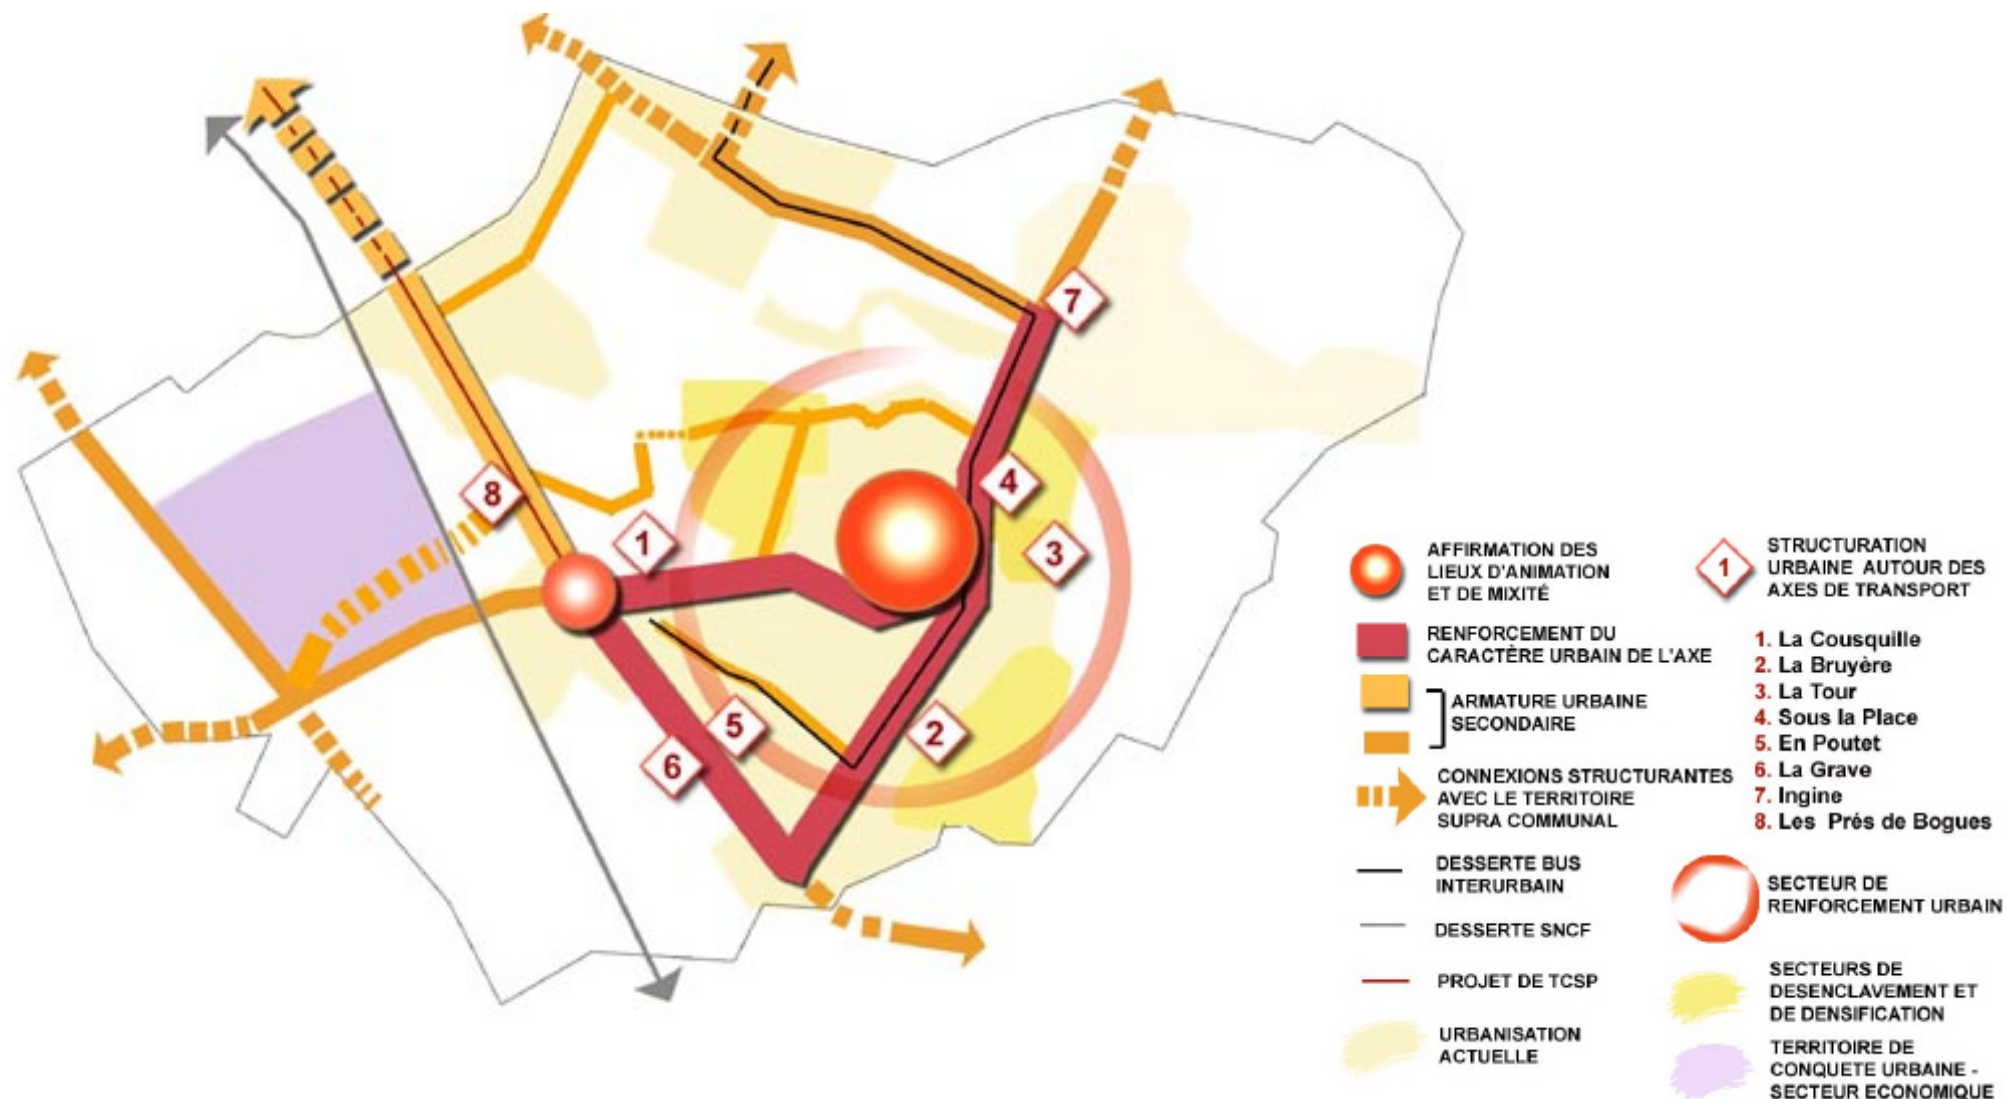 7
8
4
1
3
5
2
6
AFFIRMATION DES
LIEUX D'ANIMATION
ET DE MIXITÉ
RENFORCEMENT DU
CARACTÈRE URBAIN DE L'AXE
ARMATURE URBAINE
SECONDAIRE
CONNEXIONS STRUCTURANTES
AVEC LE TERRITOIRE
SUPRA COMMUNAL
DESSERTE BUS
INTERURBAIN
DESSERTE SNCF
PROJET DE TCSP
URBANISATION
ACTUELLE
1
STRUCTURATION
URBAINE AUTOUR DES
AXES DE TRANSPORT
1. La Cousquille
2. La Bruyère
3. La Tour
4. Sous la Place
5. En Poutet
6. La Grave
7. Ingine
8. Les Prés de Bogues
SECTEUR DE
RENFORCEMENT URBAIN
SECTEURS DE
DESENCLAVEMENT ET
DE DENSIFICATION
TERRITOIRE DE
CONQUETE URBAINE -
SECTEUR ECONOMIQUE